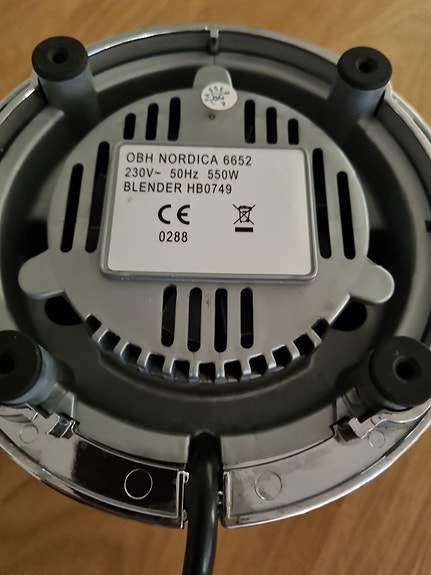 OBH NORDICA 6652
230V~ 50Hz 550W
BLENDER HB0749
CE
0288